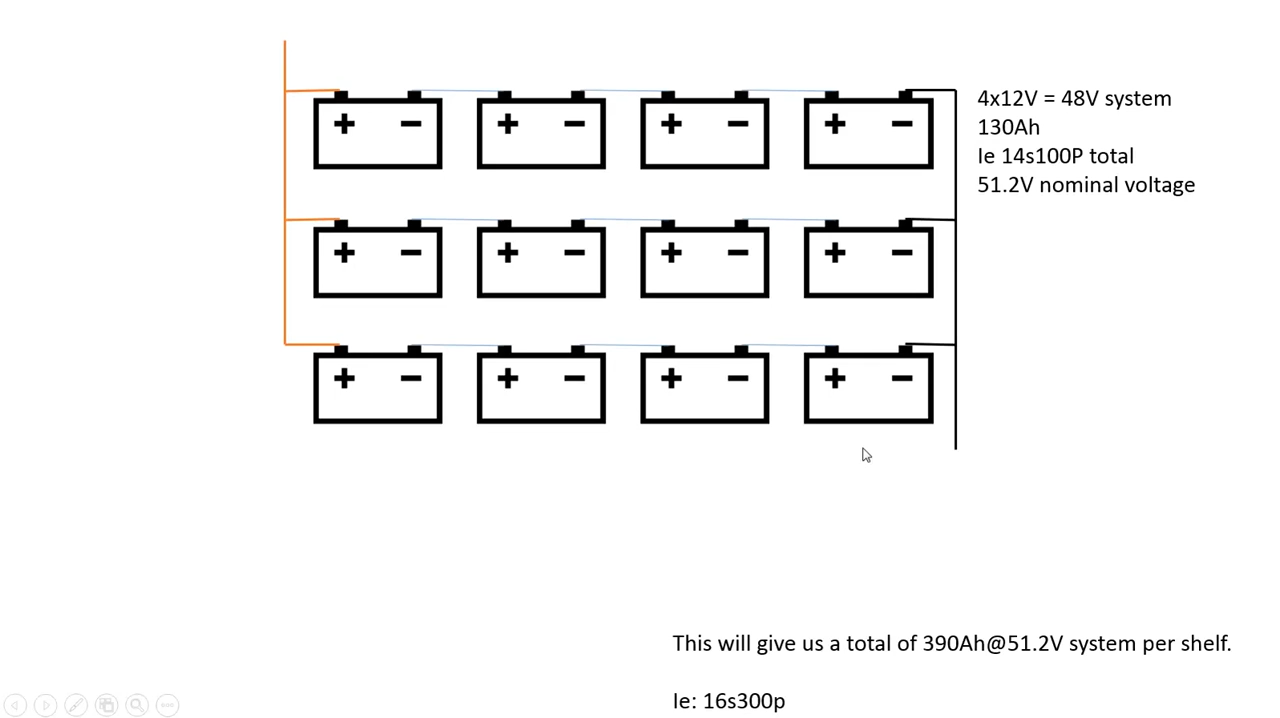 4x12V = 48V system
130Ah
Ie 14s100P total
51.2V nominal voltage
This will give us a total of 390Ah@51.2V system per shelf.
Ie: 16s300p